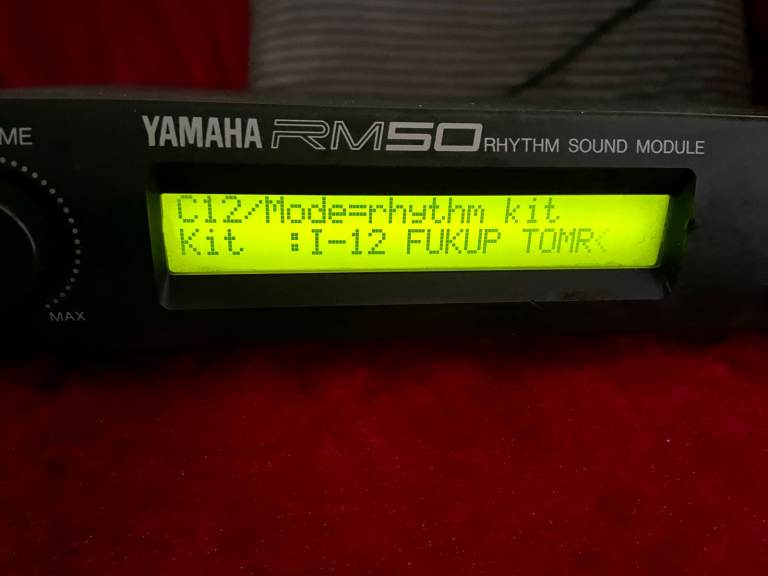 ME
YAMAHA RM50 RHYTHM SOUND MODULE
C12/Mode=rhythm kit
Kit  :I-12 FUKUP TOMR<
MAX